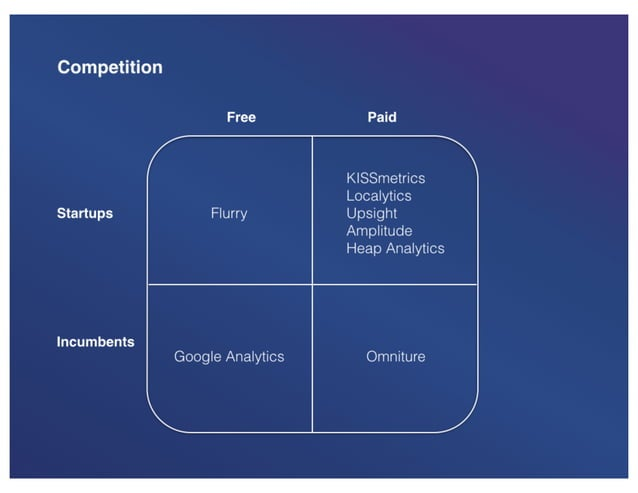 Competition
Free
Paid
Startups
Flurry
KISSmetrics
Localytics
Upsight
Amplitude
Heap Analytics
Incumbents
Google Analytics
Omniture